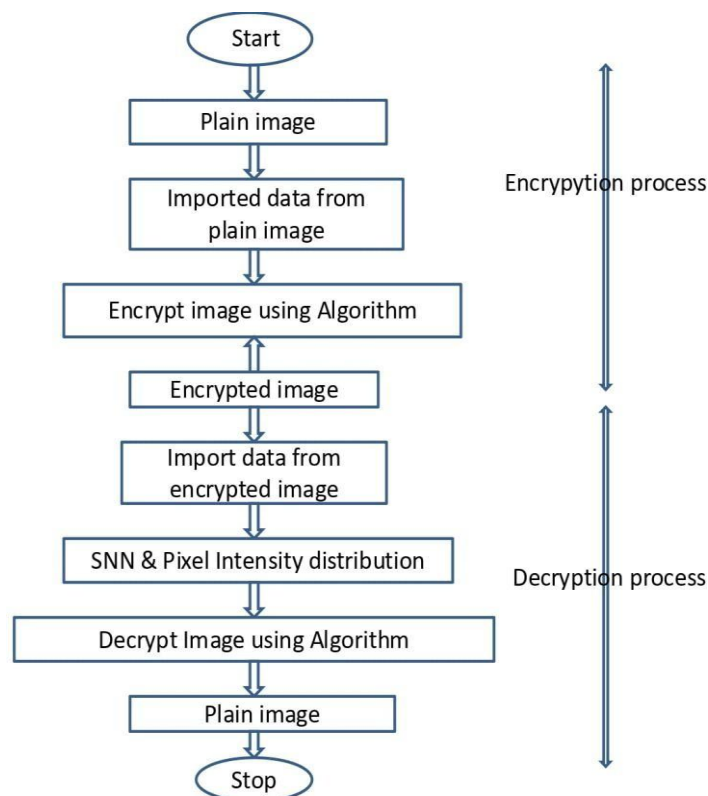 Start
Plain image
Imported data from
plain image
Encrypt image using Algorithm
Encrypted image
Import data from
encrypted image
SNN & Pixel Intensity distribution
Decrypt Image using Algorithm
Plain image
Stop
Encrypytion process
Decryption process